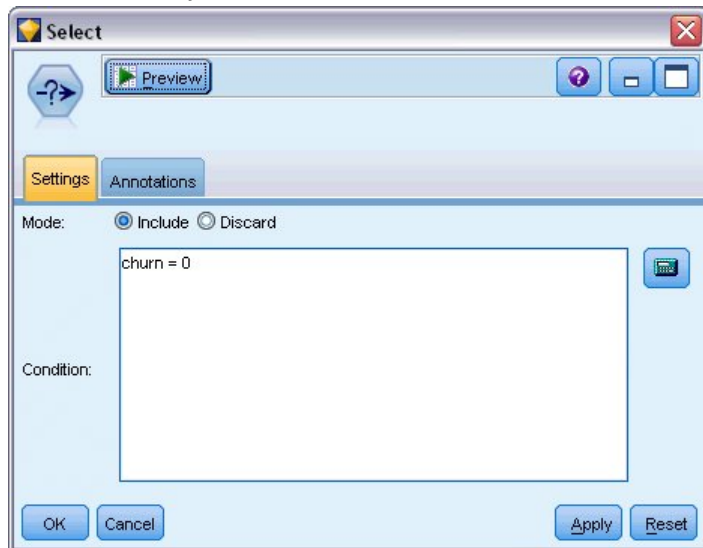 Select
Preview
Settings Annotations
Mode: Include Discard
churn = 0
Condition:
OK Cancel Apply Reset